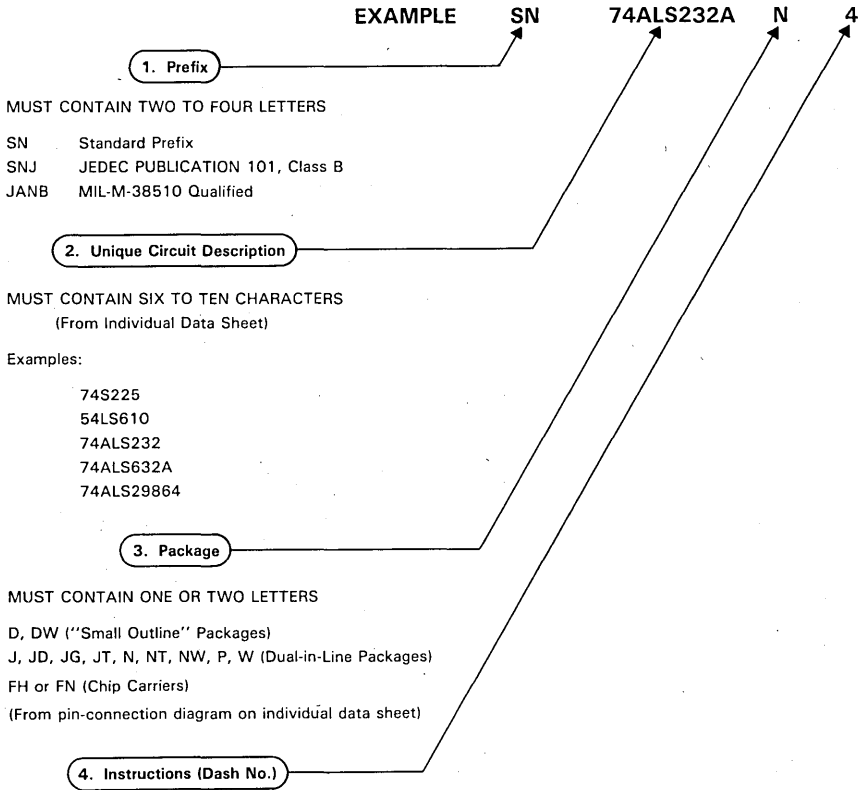 EXAMPLE SN 74ALS232A N 4
1. Prefix
MUST CONTAIN TWO TO FOUR LETTERS
SN Standard Prefix
SNJ JEDEC PUBLICATION 101, Class B
JANB MIL-M-38510 Qualified
2. Unique Circuit Description
MUST CONTAIN SIX TO TEN CHARACTERS
(From Individual Data Sheet)
Examples:
74S225
54LS610
74ALS232
74ALS632A
74ALS29864
3. Package
MUST CONTAIN ONE OR TWO LETTERS
D, DW (''Small Outline'' Packages)
J, JD, JG, JT, N, NT, NW, P, W (Dual-in-Line Packages)
FH or FN (Chip Carriers)
(From pin-connection diagram on individual data sheet)
4. Instructions (Dash No.)